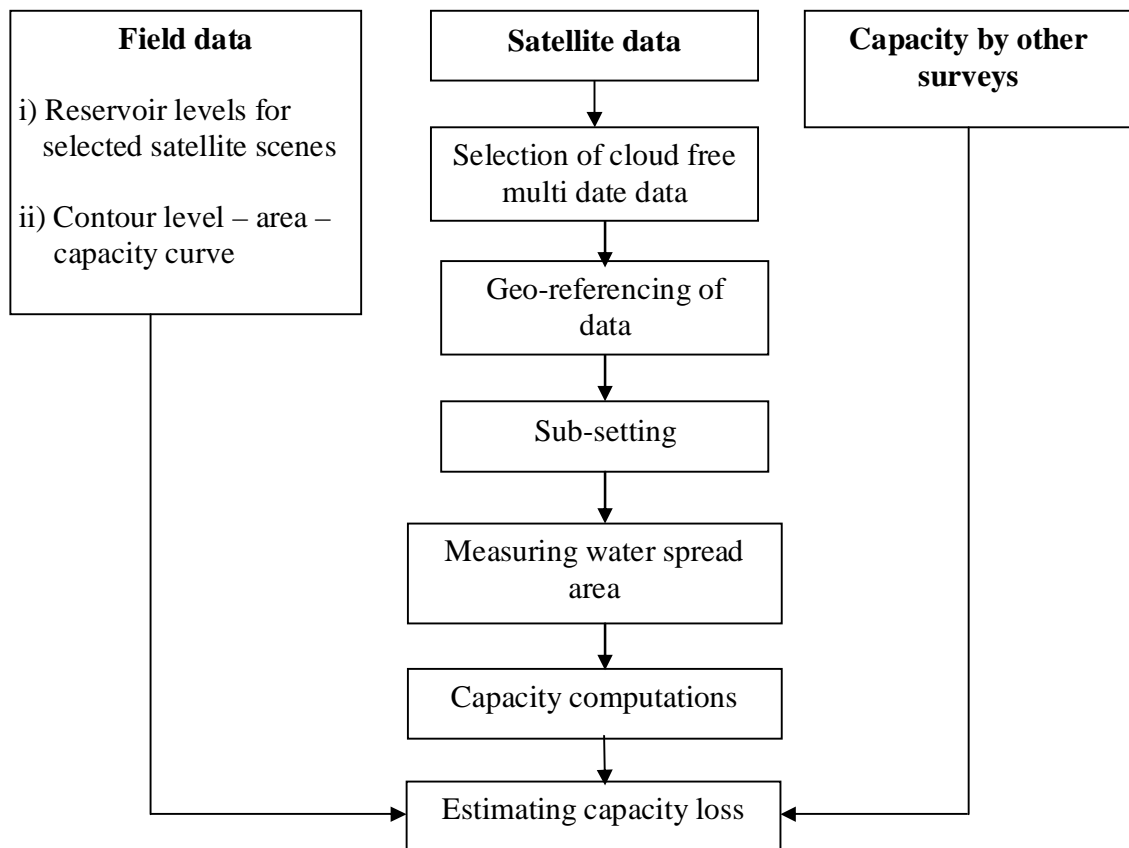 Field data
i) Reservoir levels for
selected satellite scenes
ii) Contour level – area –
capacity curve
Satellite data
Selection of cloud free
multi date data
Geo-referencing of
data
Sub-setting
Measuring water spread
area
Capacity computations
Estimating capacity loss
Capacity by other
surveys